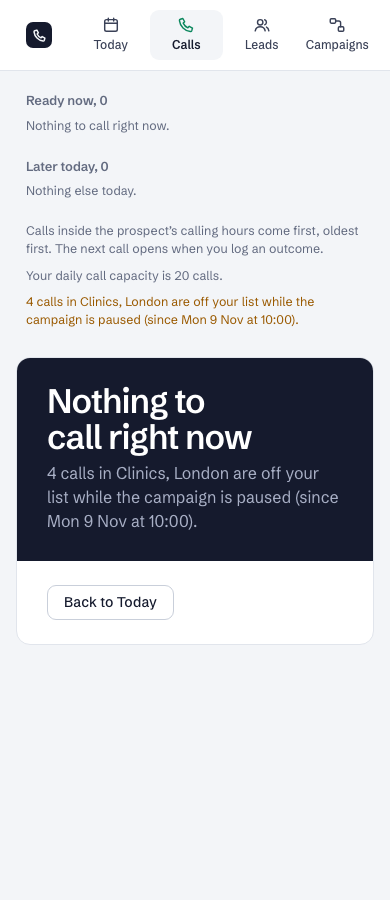 Today
Calls
Leads
Campaigns
Ready now, 0
Nothing to call right now.
Later today, 0
Nothing else today.
Calls inside the prospect's calling hours come first, oldest
first. The next call opens when you log an outcome.
Your daily call capacity is 20 calls.
4 calls in Clinics, London are off your list while the
campaign is paused (since Mon 9 Nov at 10:00).
Nothing to
call right now
4 calls in Clinics, London are off your
list while the campaign is paused (since
Mon 9 Nov at 10:00).
Back to Today